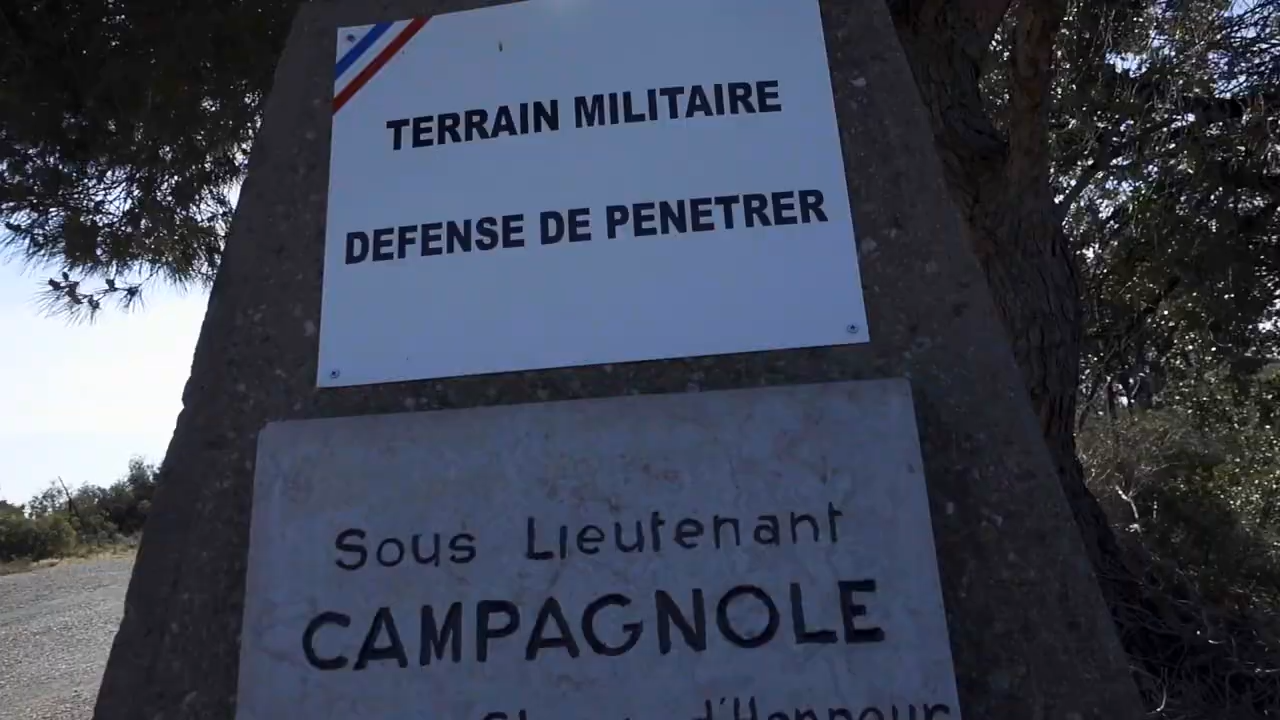 TERRAIN MILITAIRE
DEFENSE DE PENETRER
Sous Lieutenant
CAMPAGNOLE
d'Honneur